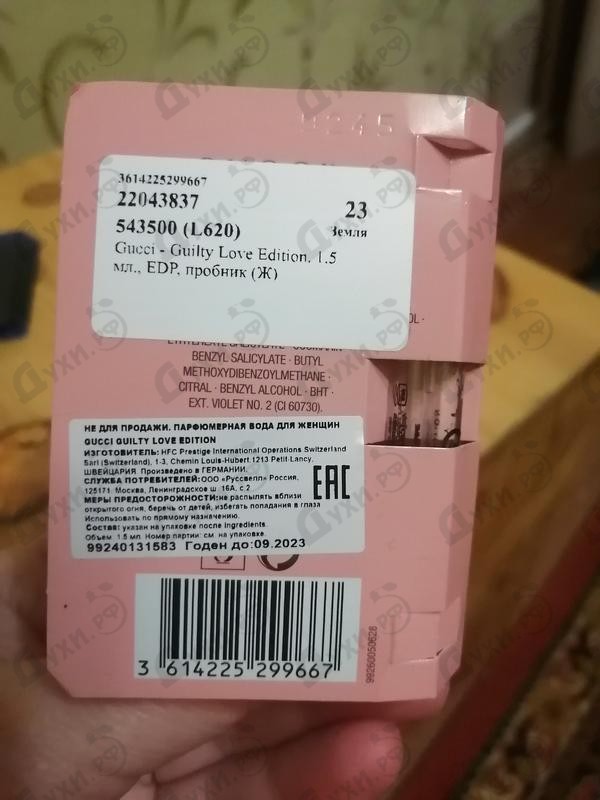 9245
3614225299667
22043837
23
543500 (L620)
Земля
Gucci - Guilty Love Edition, 1.5
мл., EDP, пробник (Ж)
BENZYL SALICYLATE · BUTYL
METHOXYDIBENZOYLMETHANE ·
CITRAL · BENZYL ALCOHOL · BHT ·
EXT. VIOLET NO. 2 (CI 60730).
НЕ ДЛЯ ПРОДАЖИ. ПАРФЮМЕРНАЯ ВОДА ДЛЯ ЖЕНЩИН
GUCCI GUILTY LOVE EDITION
ИЗГОТОВИТЕЛЬ: HFC Prestige International Operations Switzerland
Sarl (Switzerland), 1-3, Chemin Louis-Hubert,1213 Petit-Lancy,
ШВЕЙЦАРИЯ. Произведено в ГЕРМАНИИ.
СЛУЖБА ПОТРЕБИТЕЛЕЙ:ООО «Руссвелл» Россия,
125171, Москва, Ленинградское ш. 16А, с.2
МЕРЫ ПРЕДОСТОРОЖНОСТИ:не распылять вблизи
открытого огня, беречь от детей, избегать попадания в глаза
Использовать по прямому назначению.
Состав: указан на упаковке после ingredients.
Объем: 1.5 мл. Номер партии: см. на упаковке.
99240131583 Годен до:09.2023
EAC
3 614225 299667
99260050628
Духи.рф